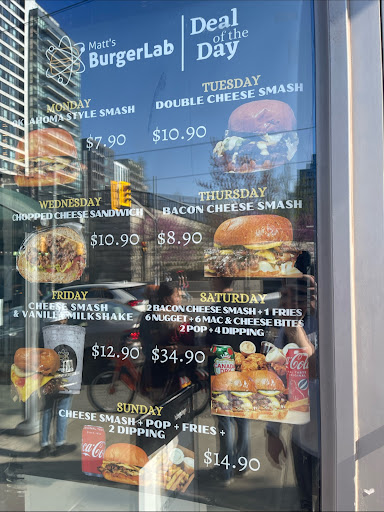 Matt's
BurgerLab
Deal
of the
Day
MONDAY
OKLAHOMA STYLE SMASH
$7.90
TUESDAY
DOUBLE CHEESE SMASH
$10.90
WEDNESDAY
CHOPPED CHEESE SANDWICH
$10.90
THURSDAY
BACON CHEESE SMASH
$8.90
FRIDAY
CHEESE SMASH
& VANILLA MILKSHAKE
$12.90
SATURDAY
2 BACON CHEESE SMASH + 1 FRIES
6 NUGGET + 6 MAC & CHEESE BITES
2 POP + 4 DIPPING
$34.90
SUNDAY
CHEESE SMASH + POP + FRIES +
2 DIPPING
$14.90